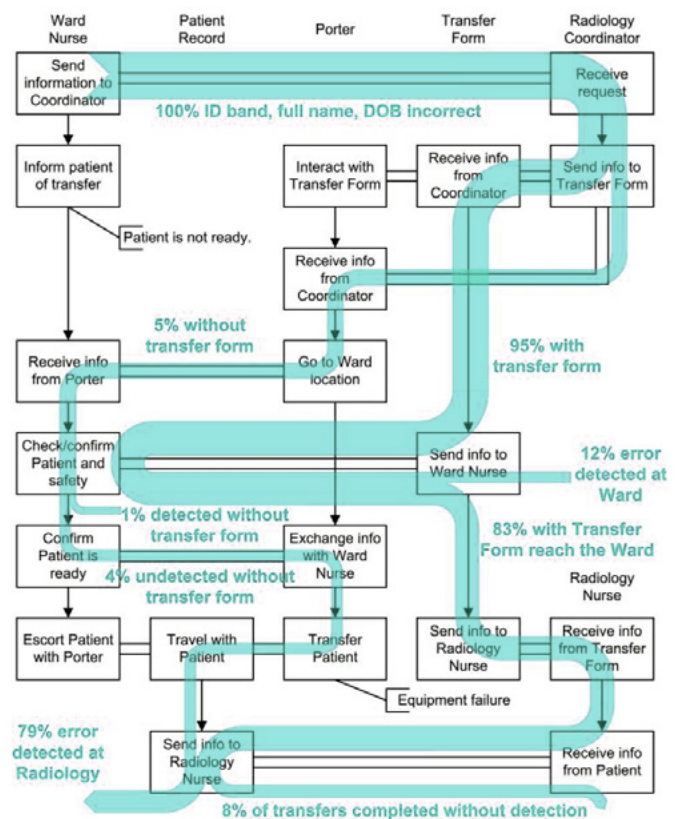 Ward
Nurse
Patient
Record
Porter
Transfer
Form
Radiology
Coordinator
Send
information to
Coordinator
Receive
request
100% ID band, full name, DOB incorrect
Inform patient
of transfer
Interact with
Transfer Form
Receive info
from
Coordinator
Send info to
Transfer Form
Patient is not ready.
Receive info
from
Coordinator
5% without
transfer form
95% with
transfer form
Receive info
from Porter
Go to Ward
location
Check/confirm
Patient and
safety
Send info to
Ward Nurse
12% error
detected at
Ward
1% detected without
transfer form
83% with Transfer
Form reach the Ward
Confirm
Patient is
ready
Exchange info
with Ward
Nurse
4% undetected without
transfer form
Radiology
Nurse
Escort Patient
with Porter
Travel with
Patient
Transfer
Patient
Send info to
Radiology
Nurse
Receive info
from Transfer
Form
Equipment failure
79% error
detected at
Radiology
Send info to
Radiology
Nurse
Receive info
from Patient
8% of transfers completed without detection